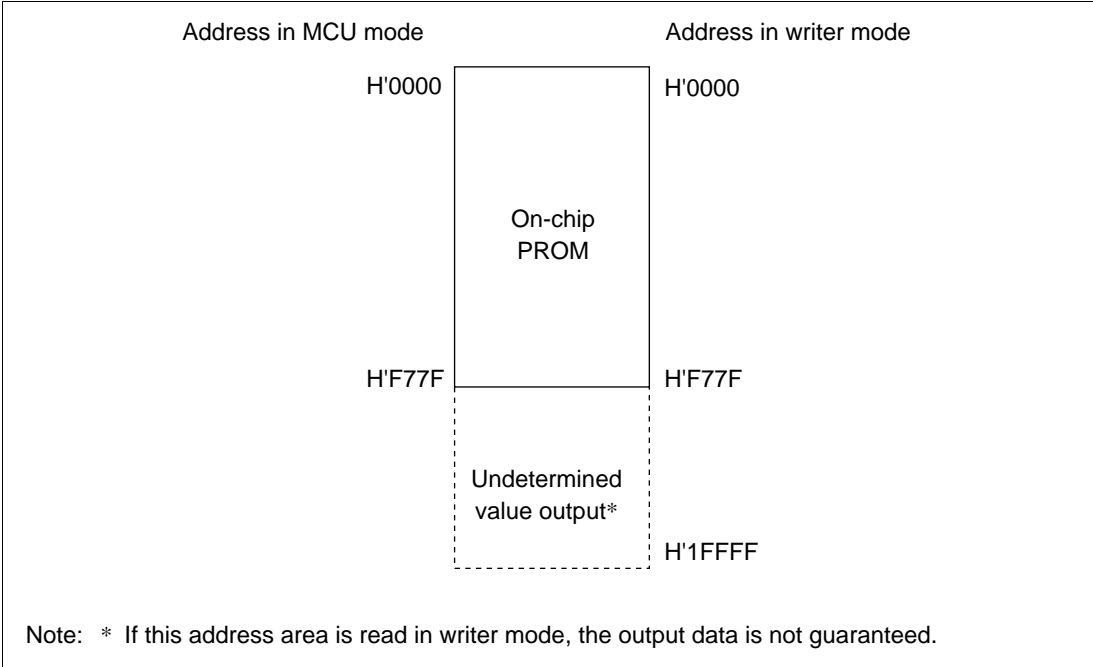 Address in MCU mode
Address in writer mode
H'0000
H'0000
On-chip
PROM
H'F77F
H'F77F
Undetermined
value output*
H'1FFFF
Note: * If this address area is read in writer mode, the output data is not guaranteed.